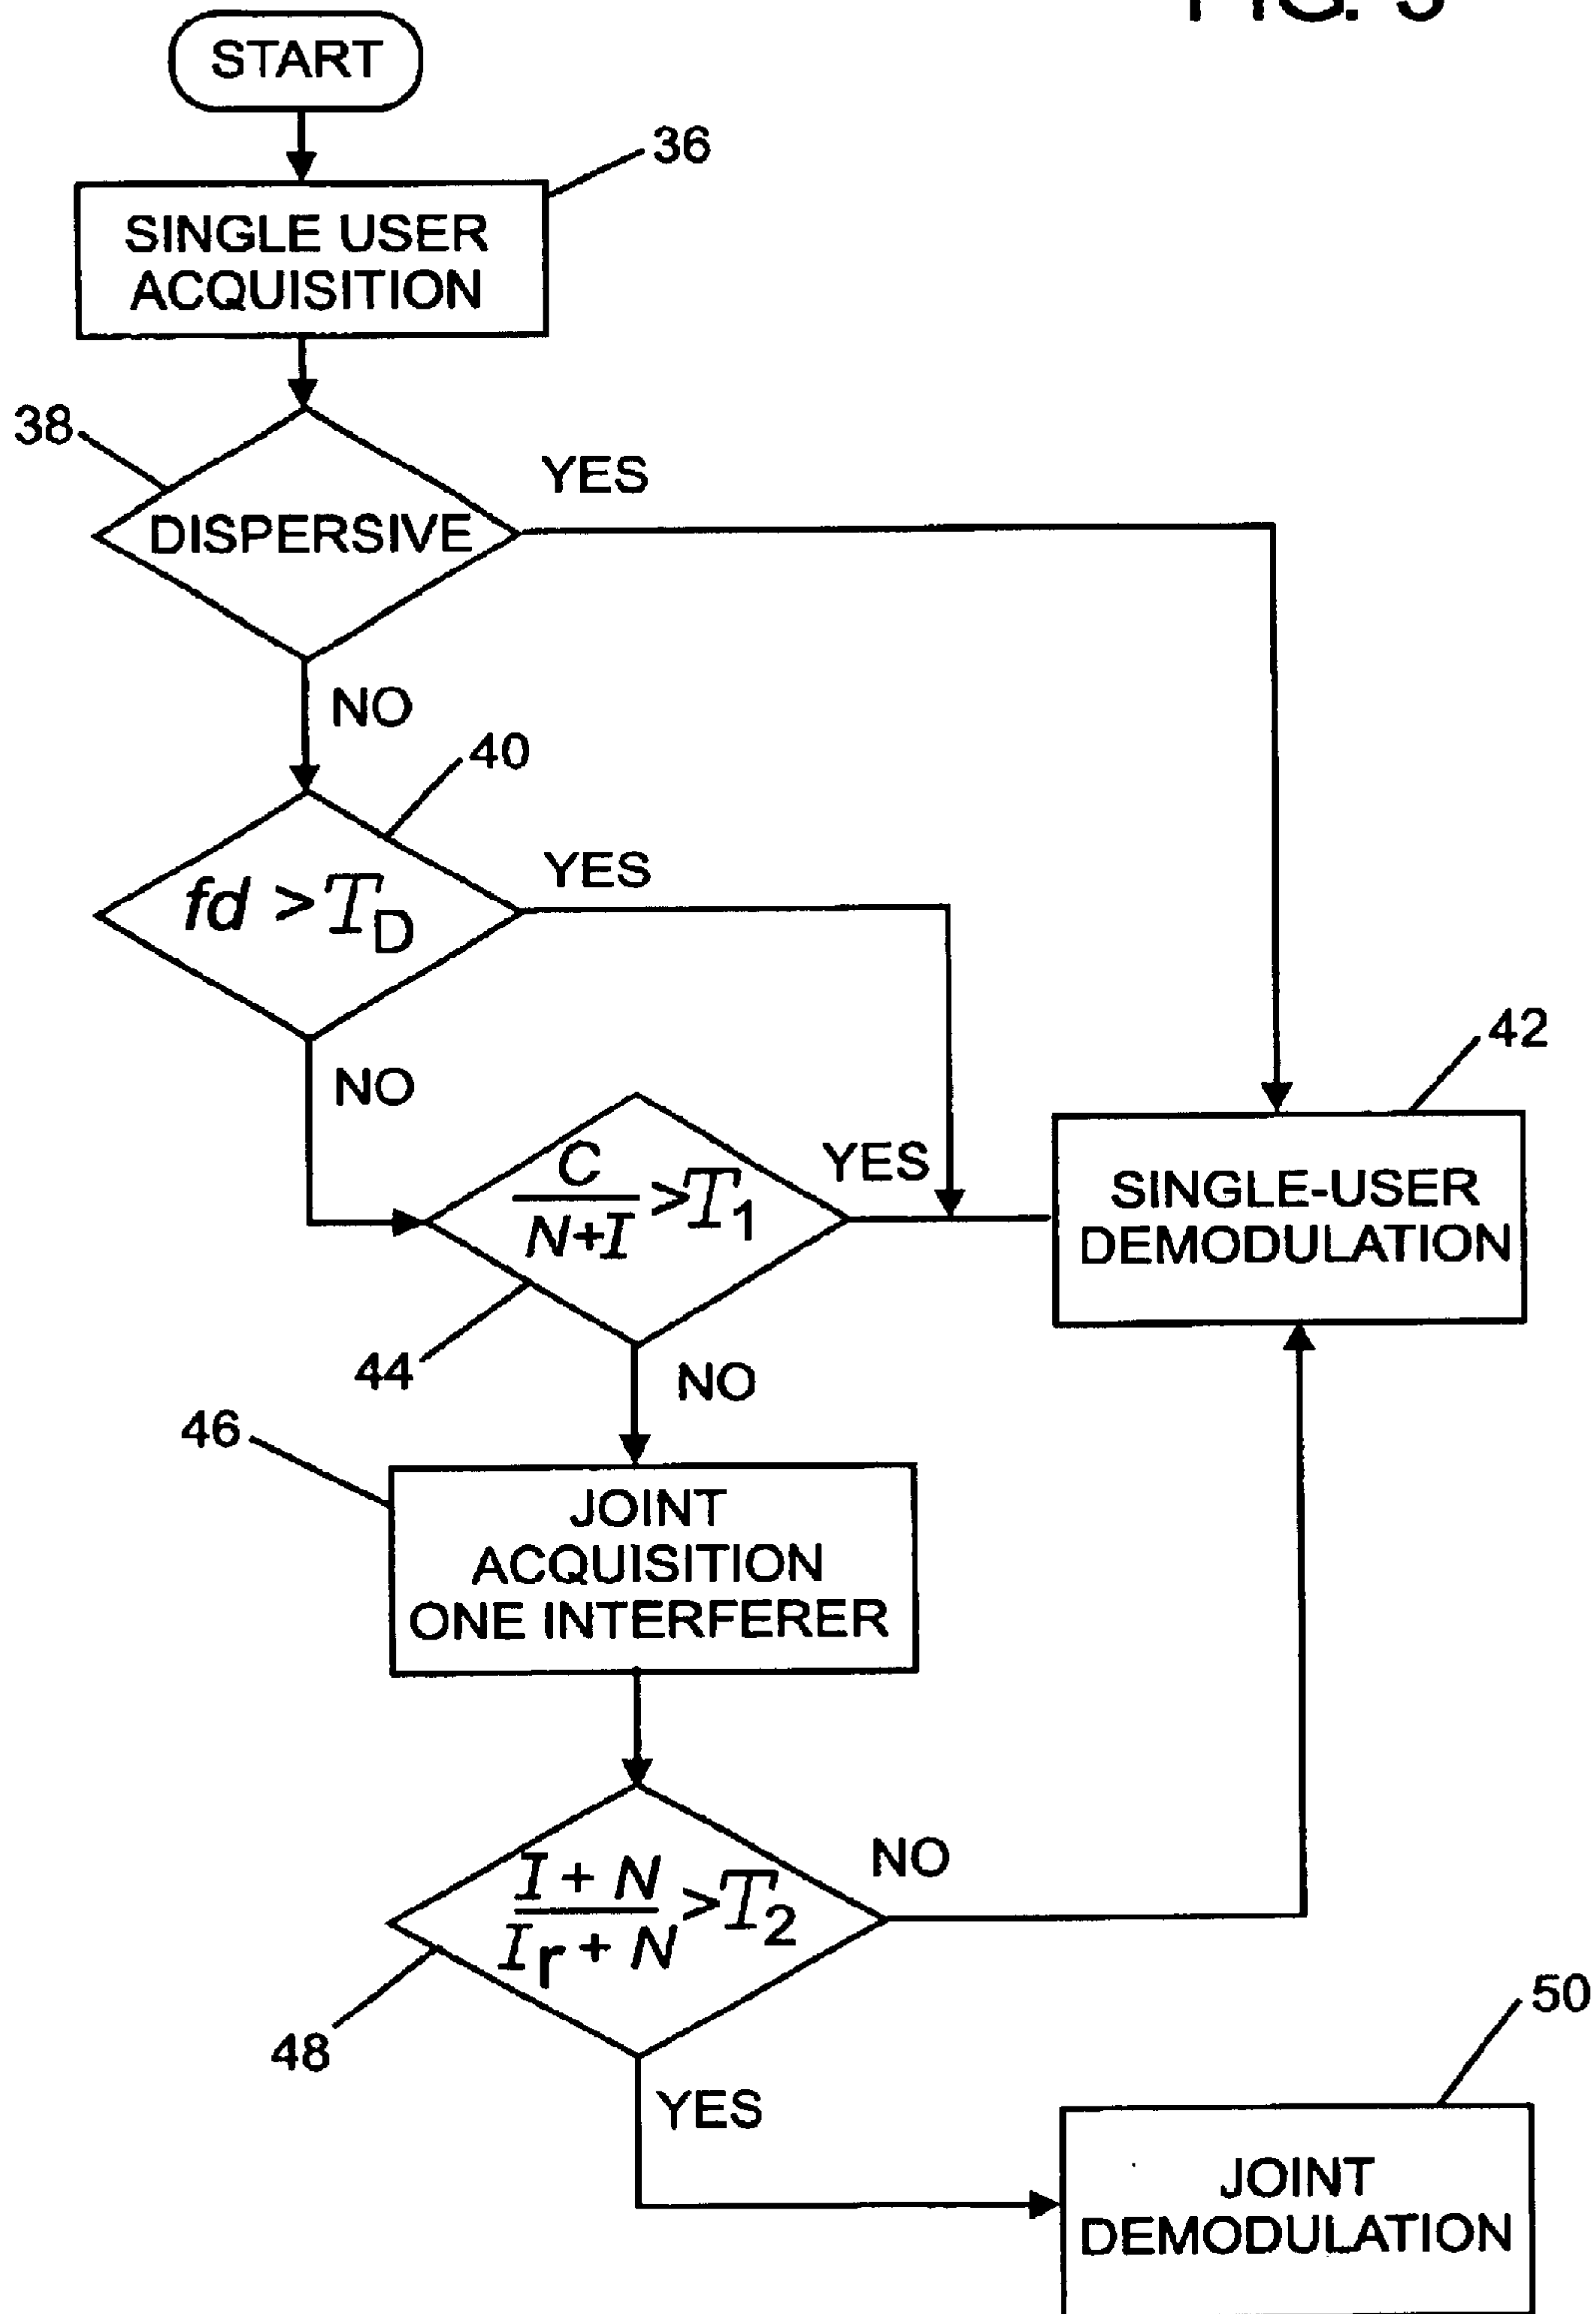 FIG.
START
36
SINGLE USER
ACQUISITION
38
YES
DISPERSIVE
NO
40
YES
fd > T_D
NO
42
C
YES
> T_1
N+I
SINGLE-USER
DEMODULATION
44
NO
46
JOINT
ACQUISITION
ONE INTERFERER
NO
I + N
> T_2
I_r + N
48
50
YES
JOINT
DEMODULATION